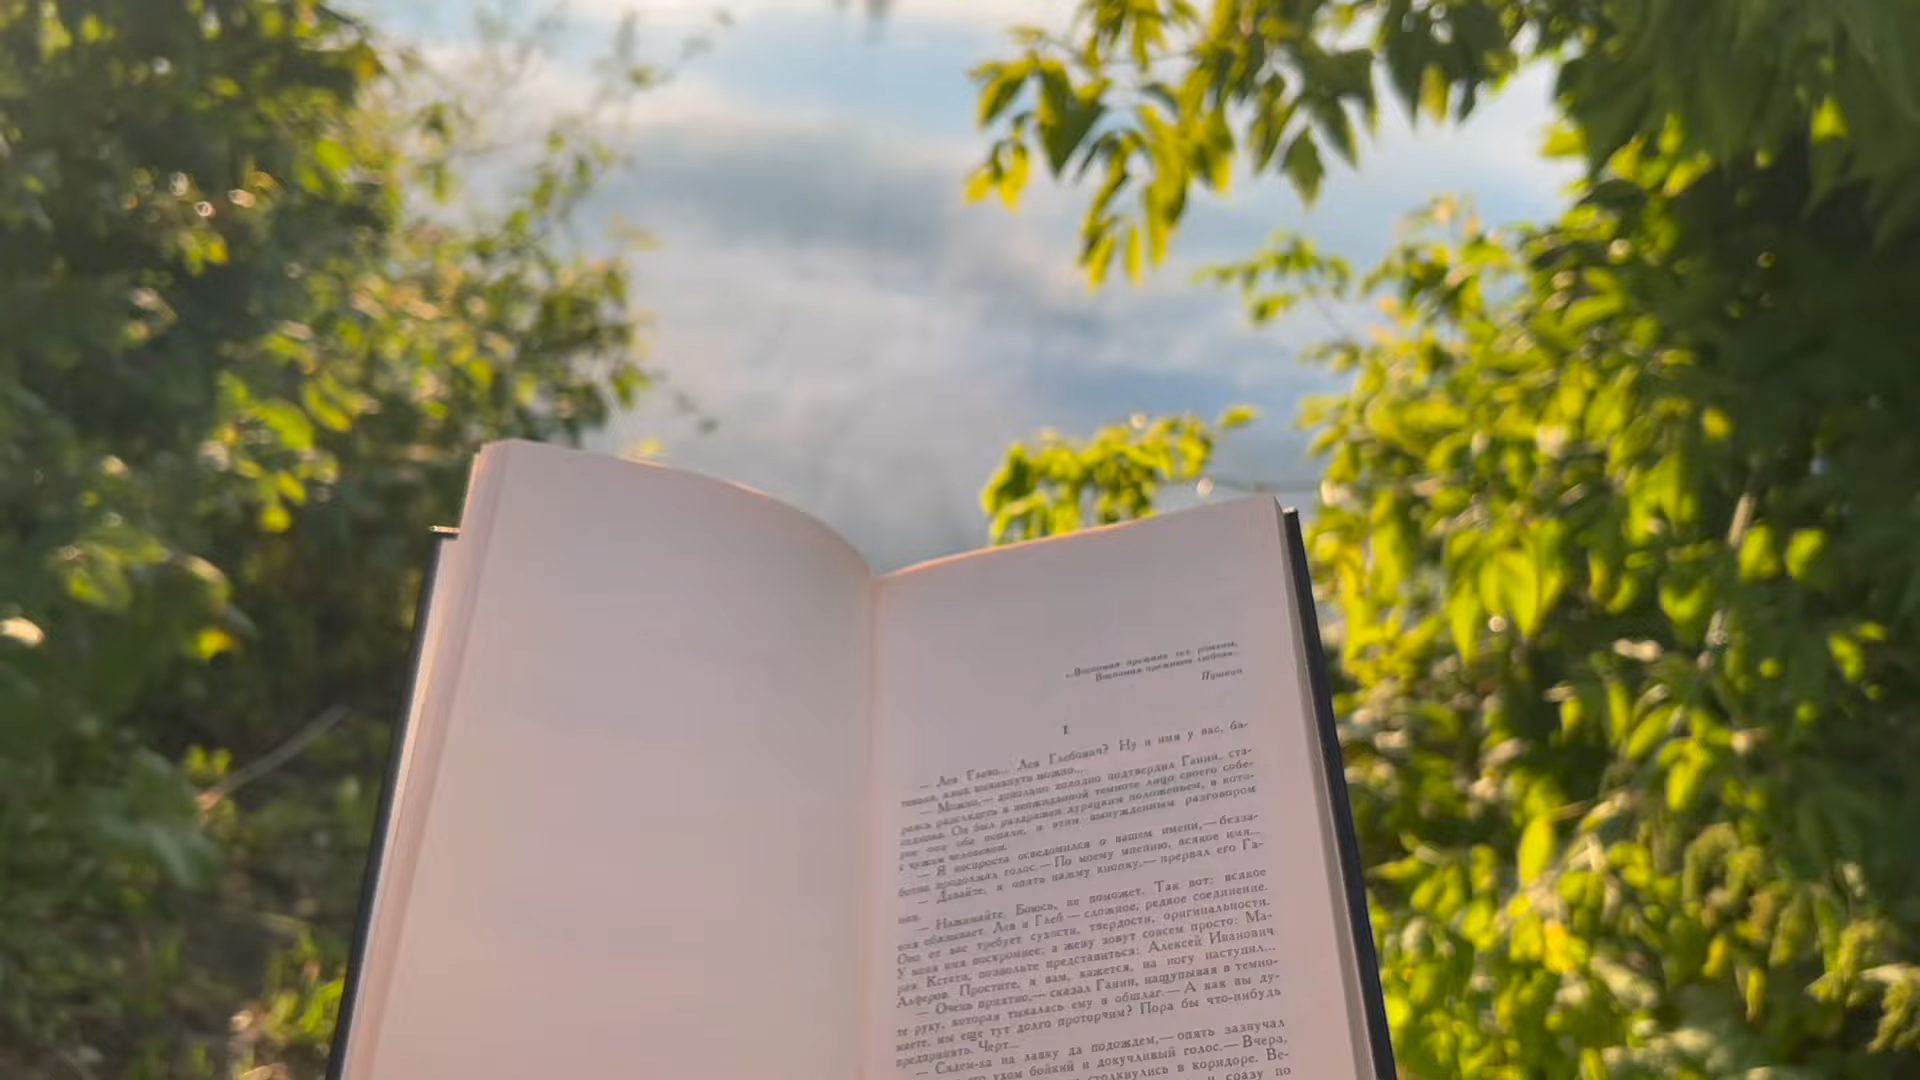 «...Воспомня прежних лет романы,
Воспомня прежнюю любовь...
Пушкин
I
— Лев Глево... Лев Глебович? Ну и имя у вас, ба-
тенька, язык вывихнуть можно...
— Можно,— довольно холодно подтвердил Ганин, ста-
раясь разглядеть в неожиданной темноте лицо своего собе-
седника. Он был раздражен дурацким положеньем, в кото-
рое они оба попали, и этим вынужденным разговором
с чужим человеком.
— Я неспроста осведомился о вашем имени,— безза-
ботно продолжал голос.— По моему мнению, всякое имя...
— Давайте, я опять нажму кнопку,— прервал его Га-
нин.
— Нажимайте. Боюсь, не поможет. Так вот: всякое
имя обязывает. Лев и Глеб — сложное, редкое соединение.
Оно от вас требует сухости, твердости, оригинальности.
У меня имя поскромнее; а жену зовут совсем просто: Ма-
рия. Кстати, позвольте представиться: Алексей Иванович
Алферов. Простите, я вам, кажется, на ногу наступил...
— Очень приятно,— сказал Ганин, нащупывая в темно-
те руку, которая тыкалась ему в обшлаг.— А как вы ду-
маете, мы еще тут долго проторчим? Пора бы что-нибудь
предпринять. Черт...
— Сядем-ка на лавку да подождем,— опять зазвучал
ухом бойкий и докучливый голос.— Вчера,
столкнулись в коридоре. Ве-
и сразу по